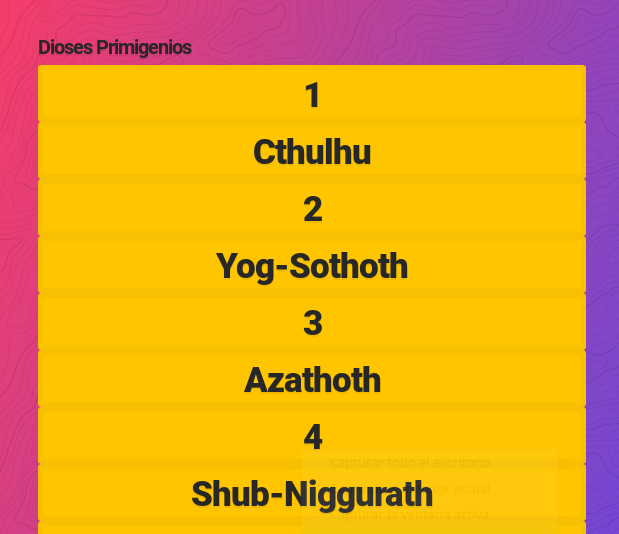 Dioses Primigenios
1
Cthulhu
2
Yog-Sothoth
3
Azathoth
4
Capturar todo el escritorio
actual
Shub-Niggurath
Capturar la ventana activa